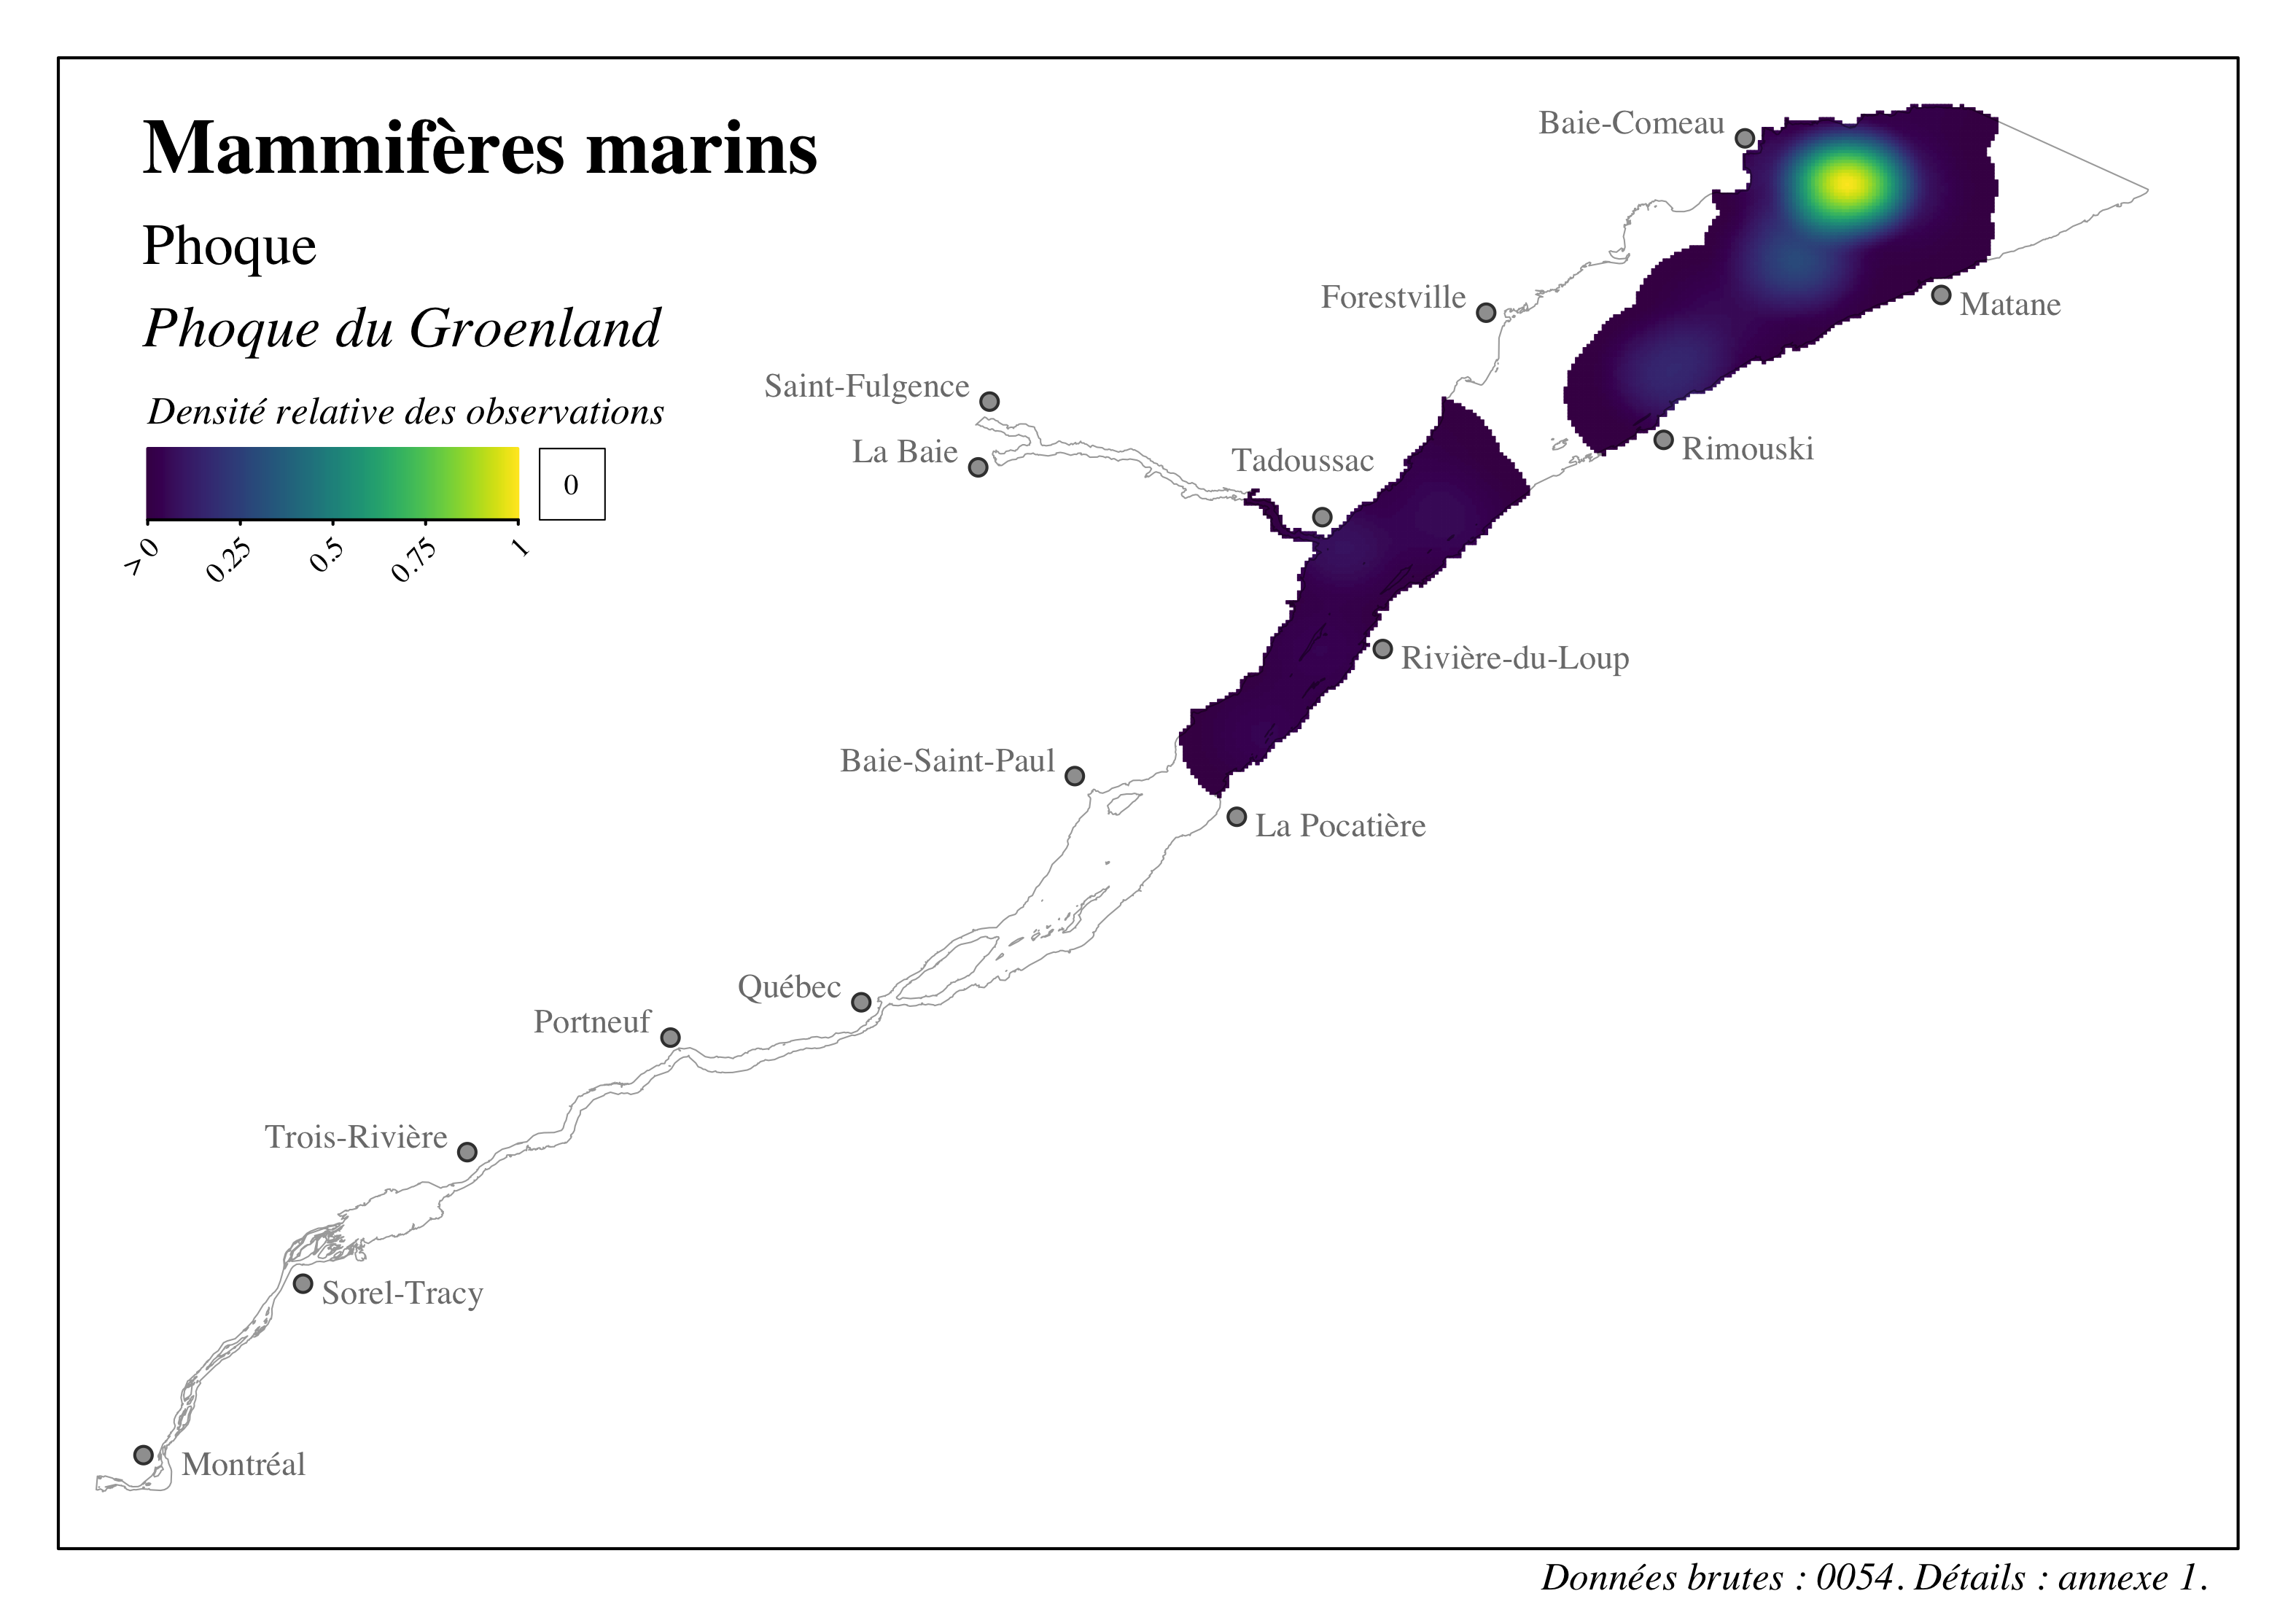 Mammifères marins
Phoque
Phoque du Groenland
Densité relative des observations
0
> 0
0.25
0.5
0.75
1
Baie-Comeau
Forestville
Matane
Saint-Fulgence
La Baie
Tadoussac
Rimouski
Rivière-du-Loup
Baie-Saint-Paul
La Pocatière
Québec
Portneuf
Trois-Rivière
Sorel-Tracy
Montréal
Données brutes : 0054. Détails : annexe 1.